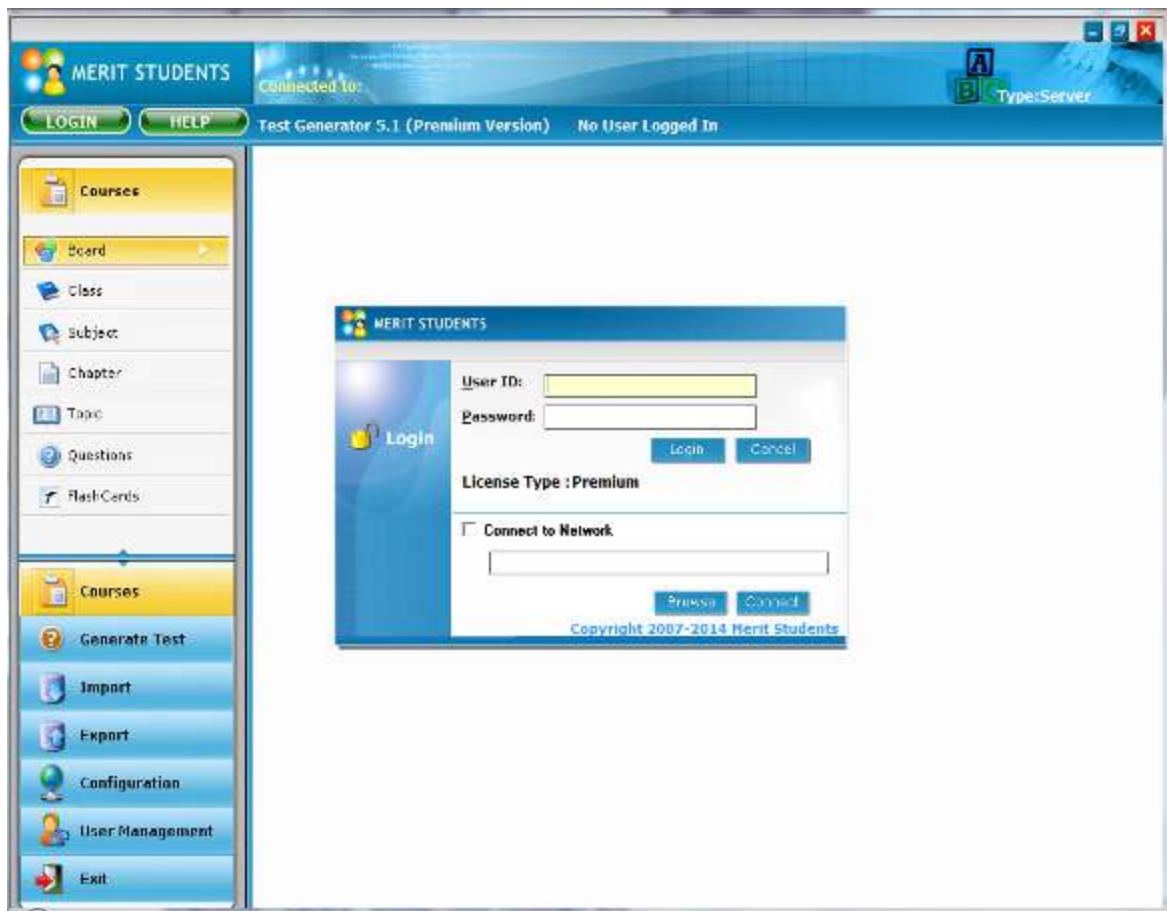 MERIT STUDENTS
Connected to:
Type:Server
LOGIN
HELP
Test Generator 5.1 (Premium Version)
No User Logged In
Courses
Board
Class
Subject
Chapter
Topic
Questions
FlashCards
MERIT STUDENTS
Login
User ID:
Password:
Login
Cancel
License Type :Premium
Connect to Network
Browse
Connect
Copyright 2007-2014 Merit Students
Courses
Generate Test
Import
Export
Configuration
User Management
Exit